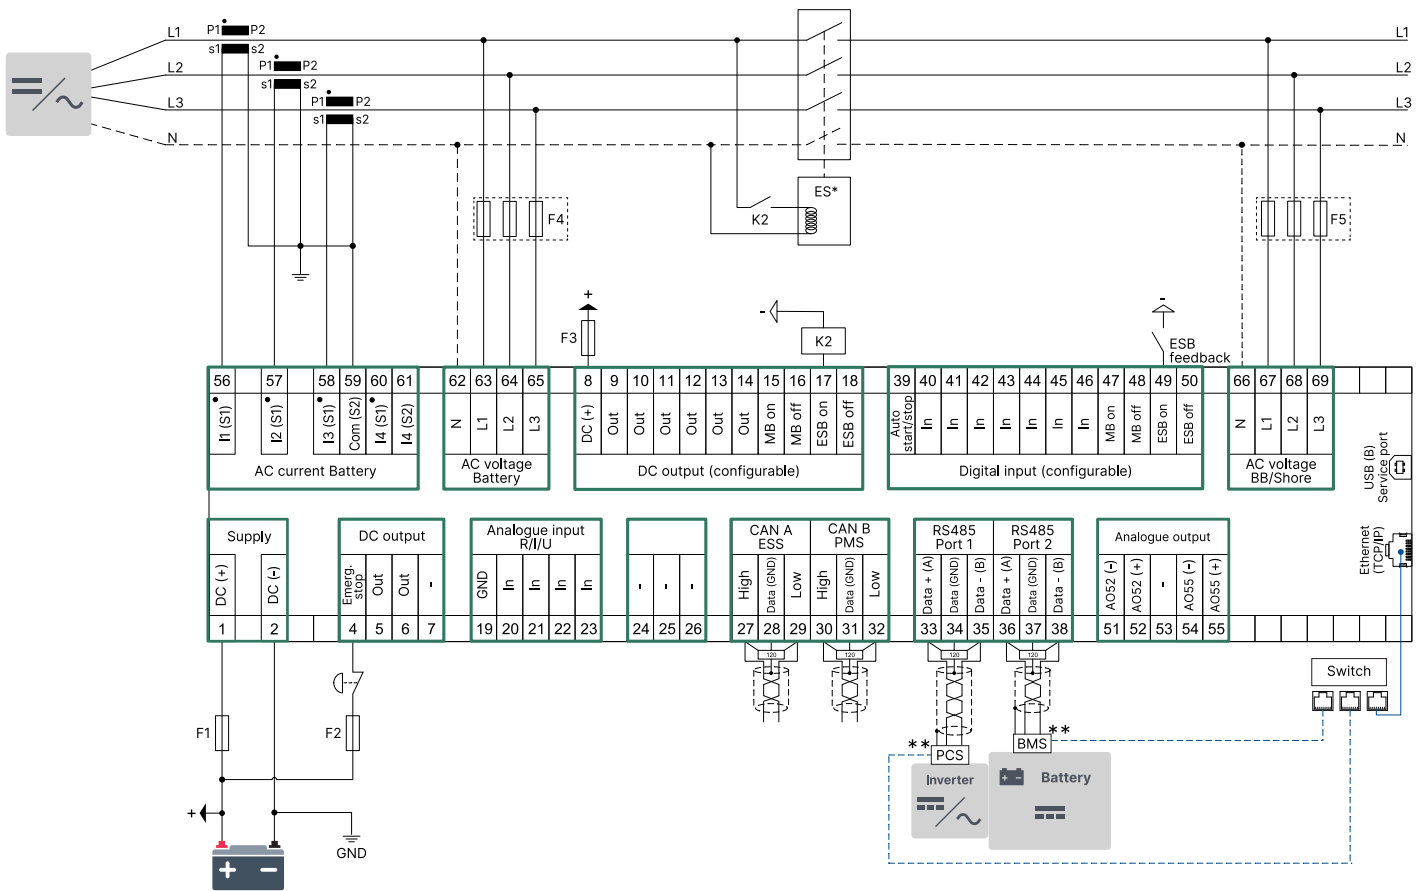 P1 P2
L1
L1
s1 s2
P1 P2
L2
L2
s1 s2
P1 P2
L3
L3
s1 s2
N
N
ES*
K2
F4
F5
+
-
-
F3
K2
ESB
feedback
56 57 58 59 60 61
I1 (S1)
I2 (S1)
I3 (S1)
Com (S2)
I4 (S1)
I4 (S2)
AC current Battery
62 63 64 65
N
L1
L2
L3
AC voltage
Battery
8 9 10 11 12 13 14 15 16 17 18
DC (+)
Out
Out
Out
Out
Out
Out
MB on
MB off
ESB on
ESB off
DC output (configurable)
39 40 41 42 43 44 45 46 47 48 49 50
Auto
start/stop
In
In
In
In
In
In
In
MB on
MB off
ESB on
ESB off
Digital input (configurable)
66 67 68 69
N
L1
L2
L3
AC voltage
BB/Shore
USB (B)
Service port
Ethernet
(TCP/IP)
Supply
DC (+)
DC (-)
1 2
DC output
Emerg.
stop
Out
Out
-
4 5 6 7
Analogue input
R/I/U
GND
In
In
In
In
19 20 21 22 23
-
-
-
24 25 26
CAN A
ESS
CAN B
PMS
High
Data (GND)
Low
High
Data (GND)
Low
27 28 29 30 31 32
RS485
Port 1
RS485
Port 2
Data + (A)
Data (GND)
Data - (B)
Data + (A)
Data (GND)
Data - (B)
33 34 35 36 37 38
Analogue output
AO52 (-)
AO52 (+)
-
AO55 (-)
AO55 (+)
51 52 53 54 55
120
120
120
120
Switch
F1
F2
**
PCS
BMS
**
Inverter
Battery
+
GND
+ -